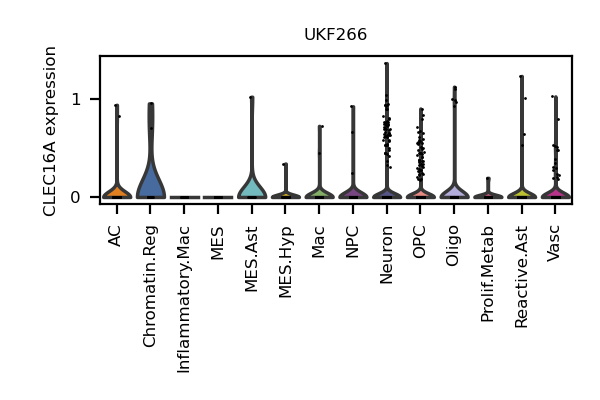 UKF266
CLEC16A expression
1
0
AC
Chromatin.Reg
Inflammatory.Mac
MES
MES.Ast
MES.Hyp
Mac
NPC
Neuron
OPC
Oligo
Prolif.Metab
Reactive.Ast
Vasc